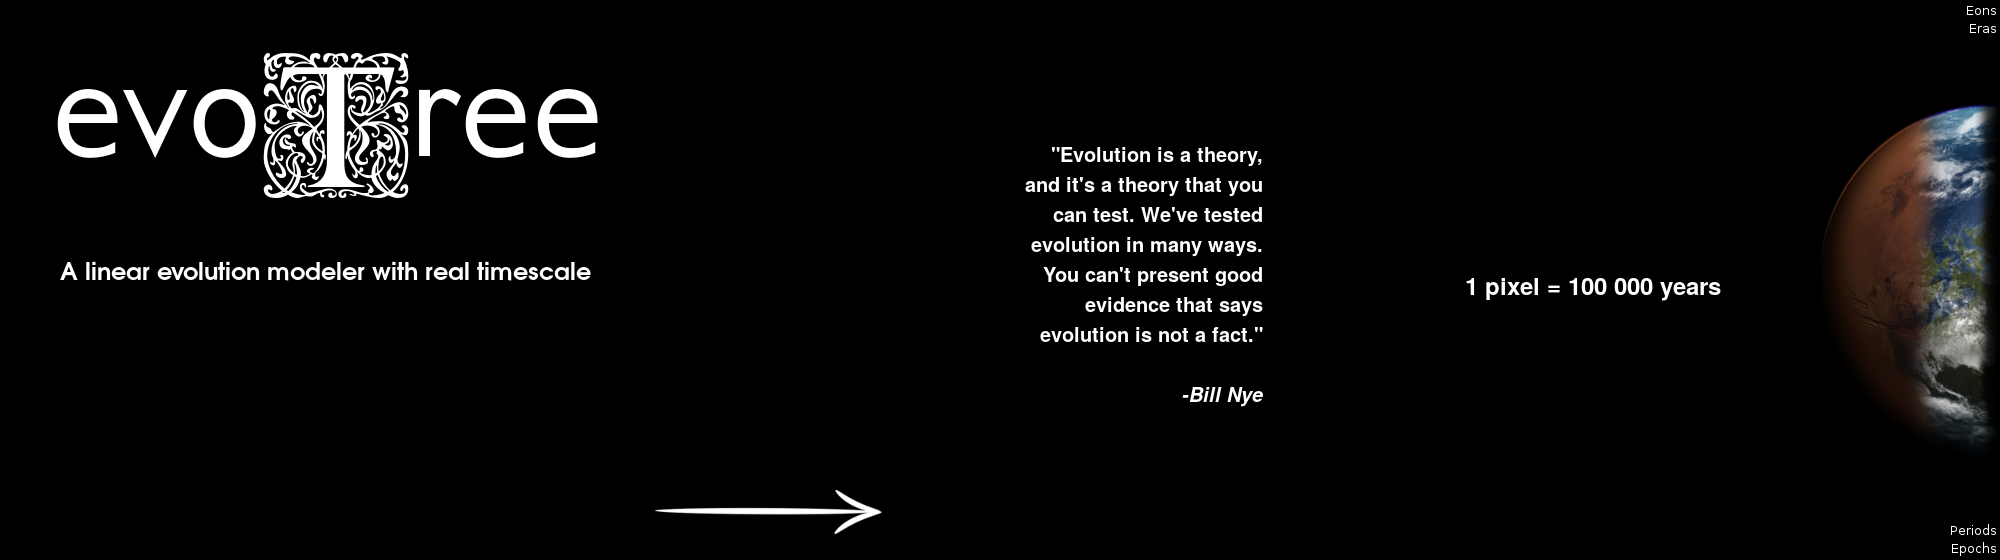 evoTree
A linear evolution modeler with real timescale
"Evolution is a theory,
and it's a theory that you
can test. We've tested
evolution in many ways.
You can't present good
evidence that says
evolution is not a fact."
-Bill Nye
1 pixel = 100 000 years
Eons
Eras
Periods
Epochs